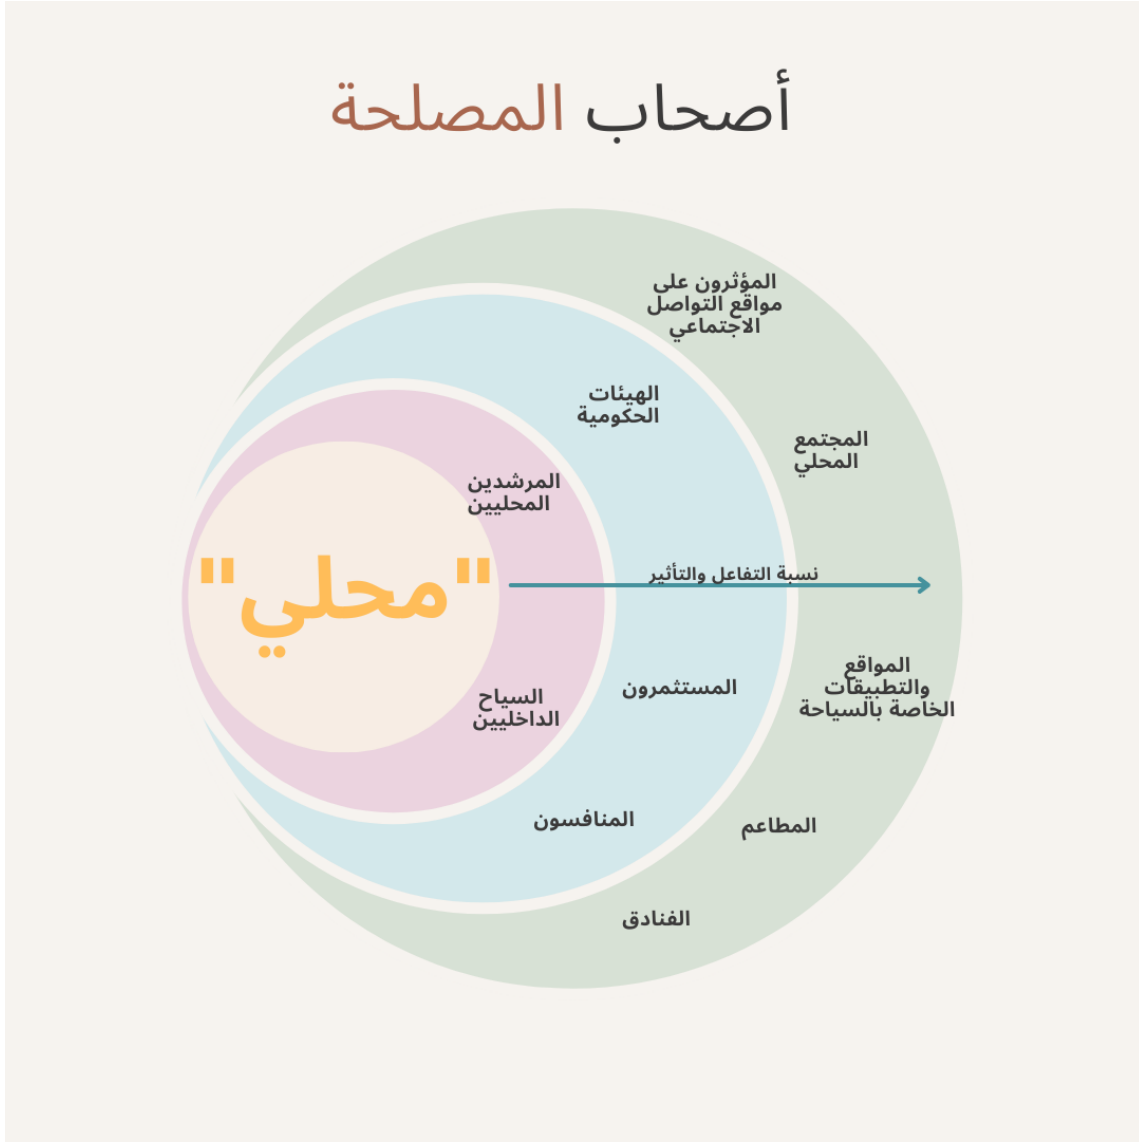 أصحاب المصلحة
المؤثرون على
مواقع التواصل
الاجتماعي
الهيئات
الحكومية
المجتمع
المحلي
المرشدين
المحليين
"محلي"
نسبة التفاعل والتأثير
المواقع
والتطبيقات
الخاصة بالسياحة
المستثمرون
السياح
الداخليين
المنافسون
المطاعم
الفنادق